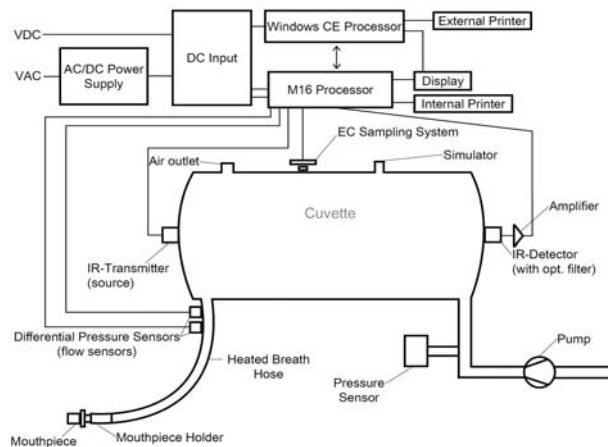 VDC
VAC
AC/DC Power
Supply
DC Input
Windows CE Processor
External Printer
M16 Processor
Display
Internal Printer
EC Sampling System
Air outlet
Simulator
Cuvette
Amplifier
IR-Transmitter
(source)
IR-Detector
(with opt. filter)
Differential Pressure Sensors
(flow sensors)
Heated Breath
Hose
Pressure
Sensor
Pump
Mouthpiece
Mouthpiece Holder